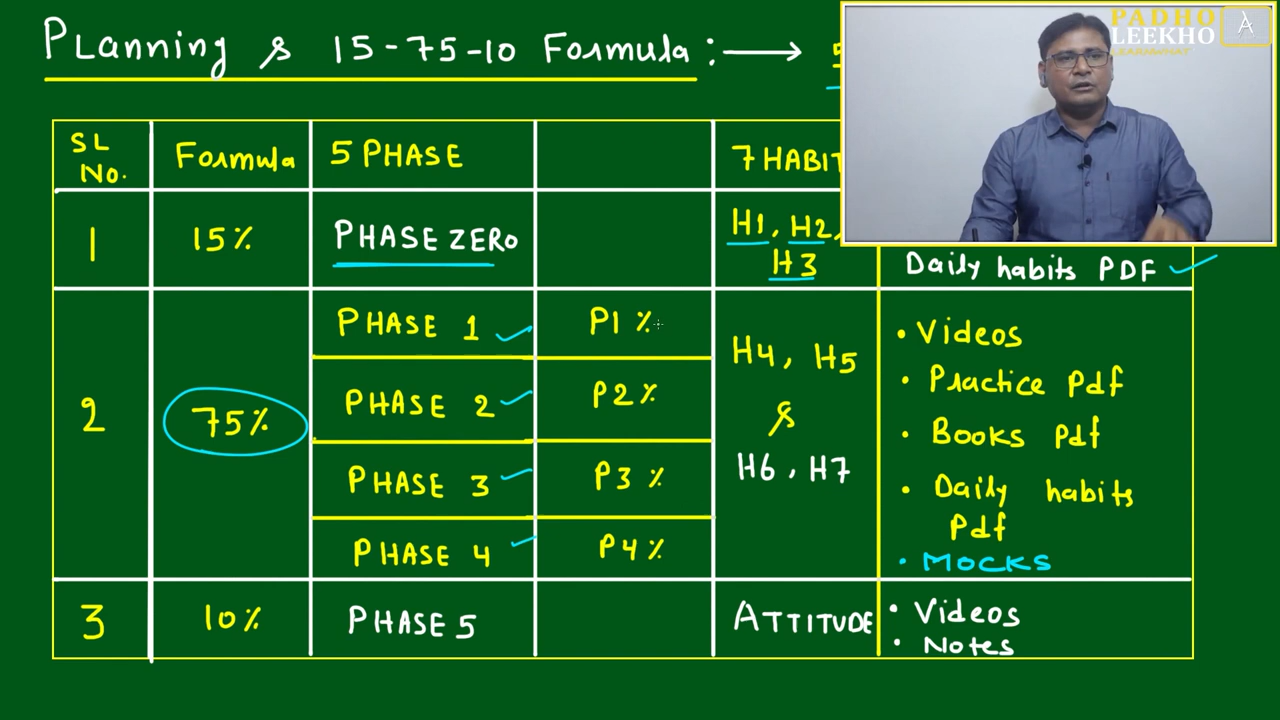 PLanning & 15-75-10 Formula: → 5
PADHO
LEEKHO
SL No.
Formula
5 PHASE
7 HABIT
1
15%
PHASE ZERO
H1, H2,
H3
Daily habits PDF
2
75%
PHASE 1
P1 %
PHASE 2
P2 %
PHASE 3
P3 %
PHASE 4
P4 %
H4, H5
&
H6, H7
• Videos
• Practice Pdf
• Books Pdf
• Daily habits
Pdf
• MOCKS
3
10%
PHASE 5
ATTITUDE
• Videos
• Notes